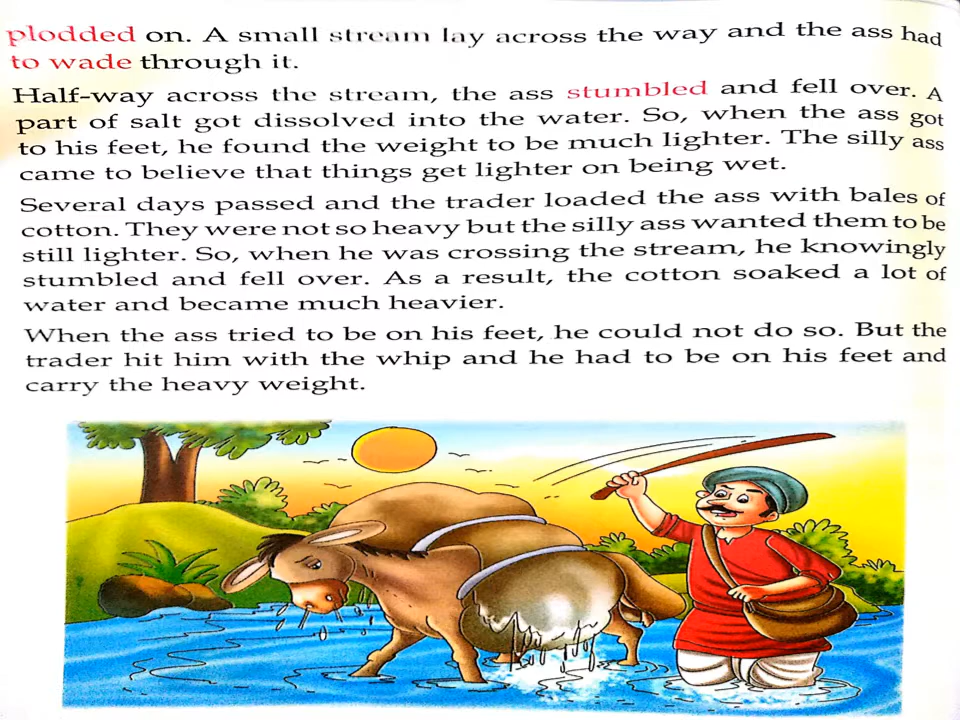 plodded on. A small stream lay across the way and the ass had
to wade through it.
Half-way across the stream, the ass stumbled and fell over. A
part of salt got dissolved into the water. So, when the ass got
to his feet, he found the weight to be much lighter. The silly ass
came to believe that things get lighter on being wet.
Several days passed and the trader loaded the ass with bales of
cotton. They were not so heavy but the silly ass wanted them to be
still lighter. So, when he was crossing the stream, he knowingly
stumbled and fell over. As a result, the cotton soaked a lot of
water and became much heavier.
When the ass tried to be on his feet, he could not do so. But the
trader hit him with the whip and he had to be on his feet and
carry the heavy weight.